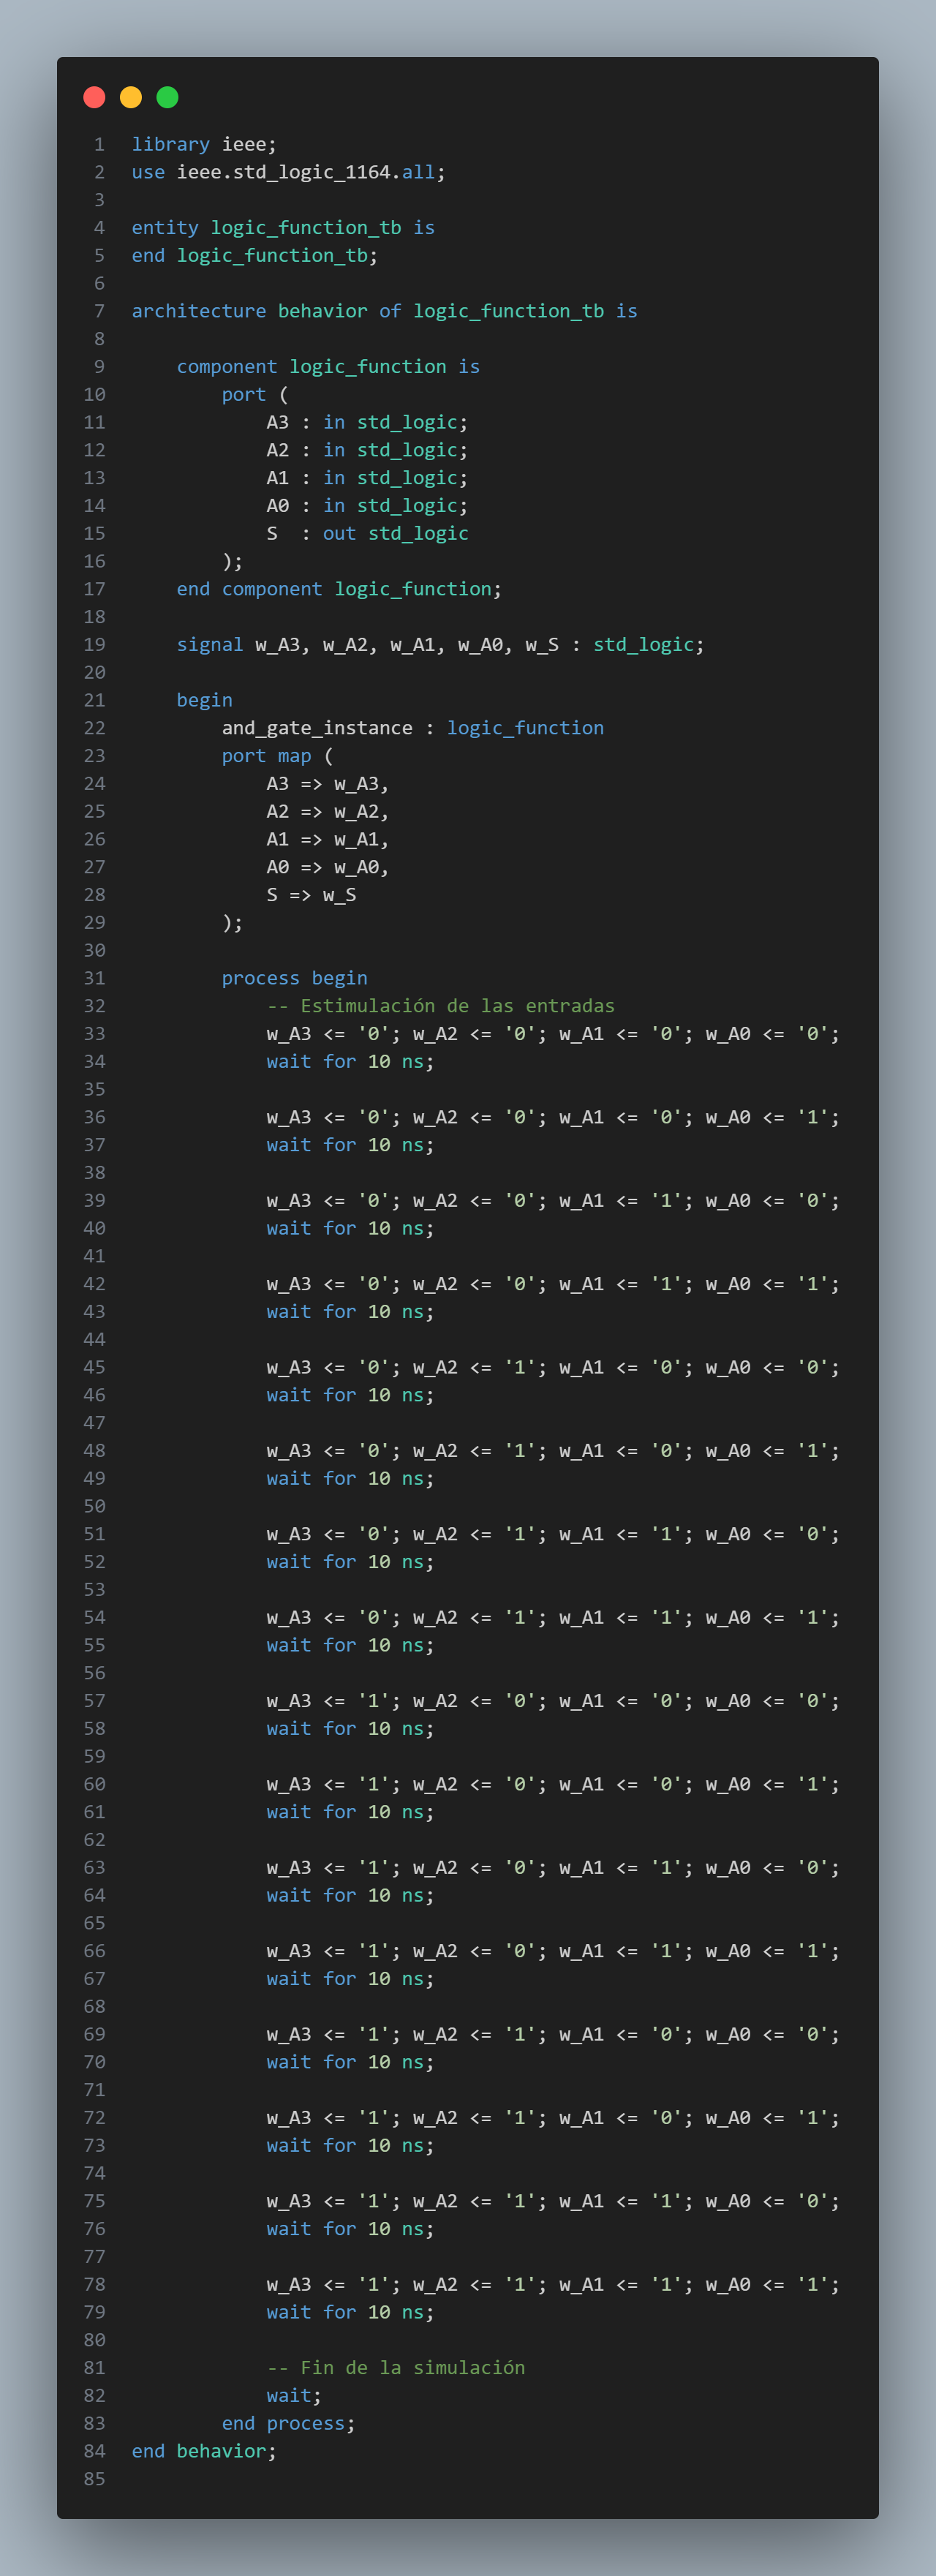 1 library ieee;
2 use ieee.std_logic_1164.all;
3
4 entity logic_function_tb is
5 end logic_function_tb;
6
7 architecture behavior of logic_function_tb is
8
9     component logic_function is
10         port (
11             A3 : in std_logic;
12             A2 : in std_logic;
13             A1 : in std_logic;
14             A0 : in std_logic;
15             S  : out std_logic
16         );
17     end component logic_function;
18
19     signal w_A3, w_A2, w_A1, w_A0, w_S : std_logic;
20
21     begin
22         and_gate_instance : logic_function
23         port map (
24             A3 => w_A3,
25             A2 => w_A2,
26             A1 => w_A1,
27             A0 => w_A0,
28             S => w_S
29         );
30
31         process begin
32             -- Estimulación de las entradas
33             w_A3 <= '0'; w_A2 <= '0'; w_A1 <= '0'; w_A0 <= '0';
34             wait for 10 ns;
35
36             w_A3 <= '0'; w_A2 <= '0'; w_A1 <= '0'; w_A0 <= '1';
37             wait for 10 ns;
38
39             w_A3 <= '0'; w_A2 <= '0'; w_A1 <= '1'; w_A0 <= '0';
40             wait for 10 ns;
41
42             w_A3 <= '0'; w_A2 <= '0'; w_A1 <= '1'; w_A0 <= '1';
43             wait for 10 ns;
44
45             w_A3 <= '0'; w_A2 <= '1'; w_A1 <= '0'; w_A0 <= '0';
46             wait for 10 ns;
47
48             w_A3 <= '0'; w_A2 <= '1'; w_A1 <= '0'; w_A0 <= '1';
49             wait for 10 ns;
50
51             w_A3 <= '0'; w_A2 <= '1'; w_A1 <= '1'; w_A0 <= '0';
52             wait for 10 ns;
53
54             w_A3 <= '0'; w_A2 <= '1'; w_A1 <= '1'; w_A0 <= '1';
55             wait for 10 ns;
56
57             w_A3 <= '1'; w_A2 <= '0'; w_A1 <= '0'; w_A0 <= '0';
58             wait for 10 ns;
59
60             w_A3 <= '1'; w_A2 <= '0'; w_A1 <= '0'; w_A0 <= '1';
61             wait for 10 ns;
62
63             w_A3 <= '1'; w_A2 <= '0'; w_A1 <= '1'; w_A0 <= '0';
64             wait for 10 ns;
65
66             w_A3 <= '1'; w_A2 <= '0'; w_A1 <= '1'; w_A0 <= '1';
67             wait for 10 ns;
68
69             w_A3 <= '1'; w_A2 <= '1'; w_A1 <= '0'; w_A0 <= '0';
70             wait for 10 ns;
71
72             w_A3 <= '1'; w_A2 <= '1'; w_A1 <= '0'; w_A0 <= '1';
73             wait for 10 ns;
74
75             w_A3 <= '1'; w_A2 <= '1'; w_A1 <= '1'; w_A0 <= '0';
76             wait for 10 ns;
77
78             w_A3 <= '1'; w_A2 <= '1'; w_A1 <= '1'; w_A0 <= '1';
79             wait for 10 ns;
80
81             -- Fin de la simulación
82             wait;
83         end process;
84 end behavior;
85